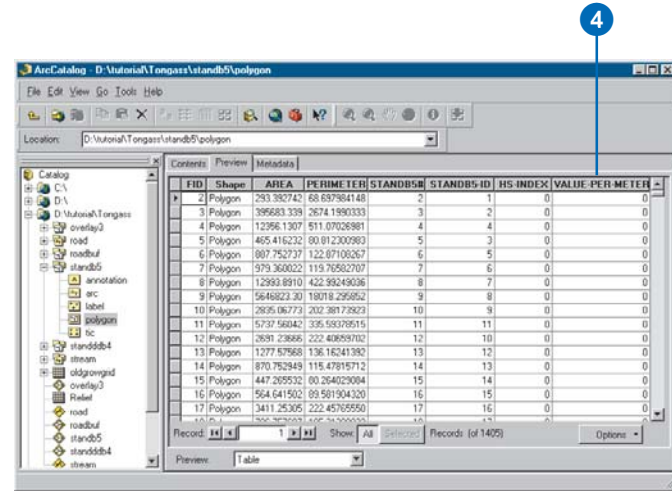 4
ArcCatalog - D:\tutorial\Tongass\standb5\polygon
File Edit View Go Tools Help
Location: D:\tutorial\Tongass\standb5\polygon
Catalog
C:\
D:\
D:\tutorial\Tongass
overlay3
road
roadbuf
standb5
annotation
arc
label
polygon
tic
standddb4
stream
oldgrowgrid
overlay3
Relief
road
roadbuf
standb5
standddb4
stream
Contents Preview Metadata
FID Shape AREA PERIMETER STANDB5# STANDB5-ID HS-INDEX VALUE-PER-METER
2 Polygon 293.392742 68.697984148 2 1 0 0
3 Polygon 395683.339 2674.1990333 3 2 0 0
4 Polygon 12356.1307 511.07026981 4 4 0 0
5 Polygon 465.416232 80.812300983 5 3 0 0
6 Polygon 887.752737 122.87108267 6 5 0 0
7 Polygon 979.360022 119.76582707 7 6 0 0
8 Polygon 12993.8910 422.99249036 8 7 0 0
9 Polygon 5646823.30 18018.295852 9 8 0 0
10 Polygon 2835.06773 202.38173923 10 9 0 0
11 Polygon 5737.56042 335.59378515 11 11 0 0
12 Polygon 2691.23666 222.40659702 12 10 0 0
13 Polygon 1277.57568 136.16241392 13 12 0 0
14 Polygon 870.752949 115.47815712 14 13 0 0
15 Polygon 447.265532 80.264029084 15 14 0 0
16 Polygon 564.641502 89.581904320 16 15 0 0
17 Polygon 3411.25305 222.45765550 17 16 0 0
Record: 1 Show: All Selected Records (of 1405) Options
Preview: Table